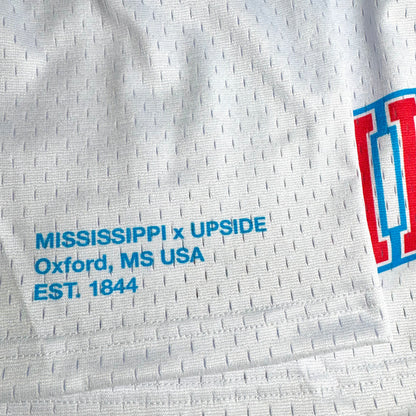 MISSISSIPPI x UPSIDE
Oxford, MS USA
EST. 1844